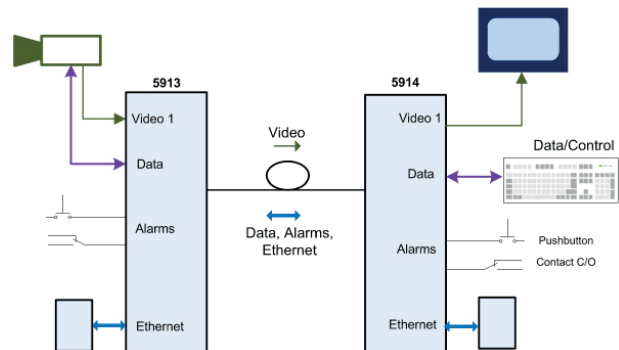 5913
5914
Video 1
Data
Alarms
Ethernet
Video
Data, Alarms,
Ethernet
Video 1
Data
Alarms
Ethernet
Data/Control
Pushbutton
Contact C/O